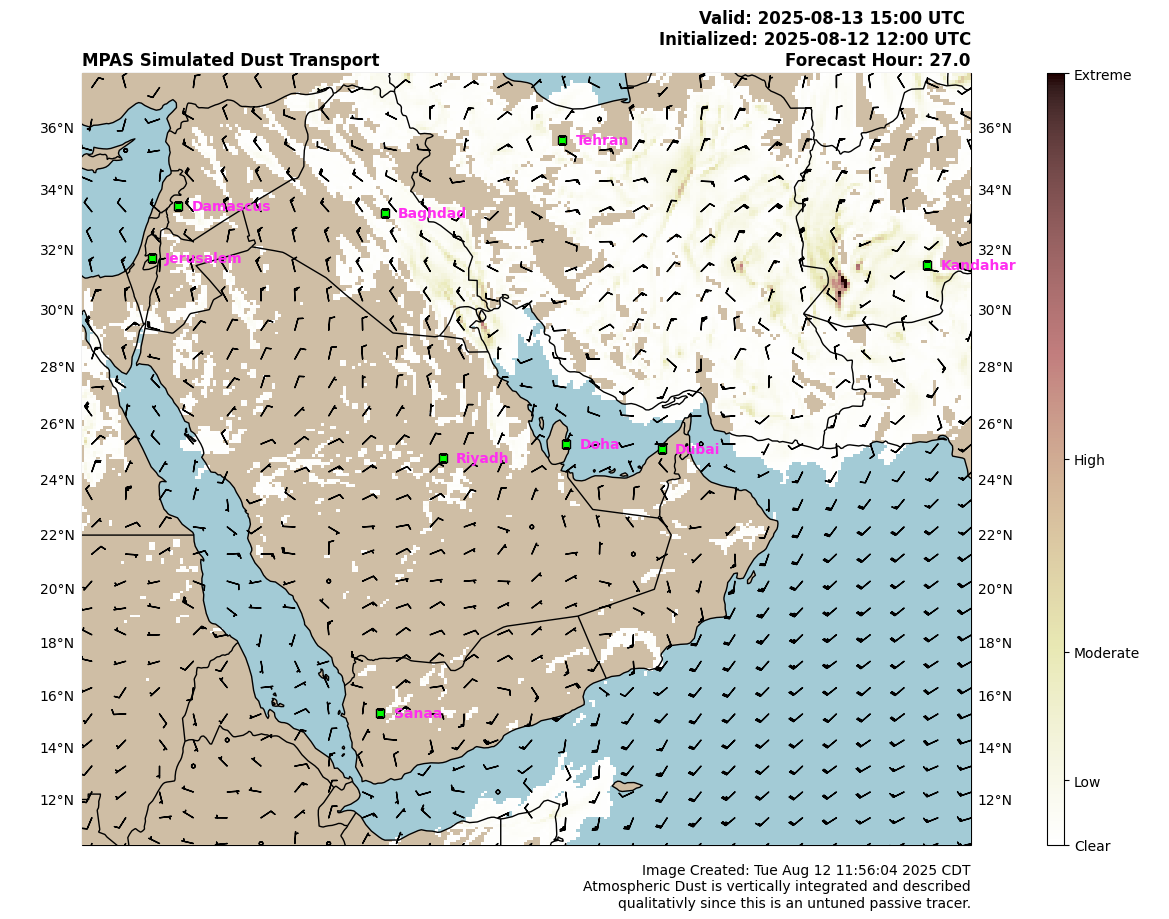 Valid: 2025-08-13 15:00 UTC
Initialized: 2025-08-12 12:00 UTC
MPAS Simulated Dust Transport
Forecast Hour: 27.0
Extreme
36°N
36°N
Tehran
34°N
34°N
Damascus
Baghdad
32°N
32°N
Jerusalem
Kandahar
30°N
30°N
28°N
28°N
26°N
26°N
Doha
Dubai
Riyadh
High
24°N
24°N
22°N
22°N
20°N
20°N
18°N
18°N
Moderate
16°N
16°N
Sanaa
14°N
14°N
Low
12°N
12°N
Clear
Image Created: Tue Aug 12 11:56:04 2025 CDT
Atmospheric Dust is vertically integrated and described
qualitativly since this is an untuned passive tracer.